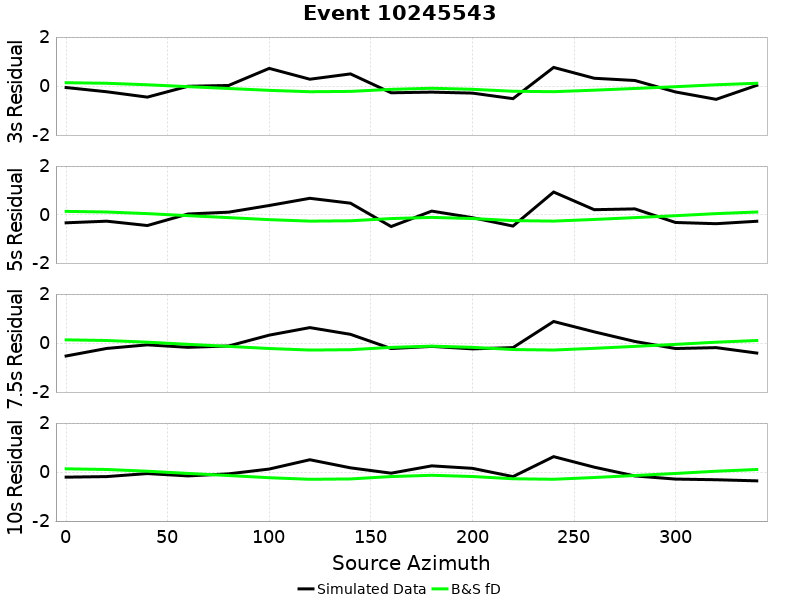 Event 10245543
3s Residual
2
0
-2
5s Residual
2
0
-2
7.5s Residual
2
0
-2
10s Residual
2
0
-2
0 50 100 150 200 250 300
Source Azimuth
Simulated Data B&S fD